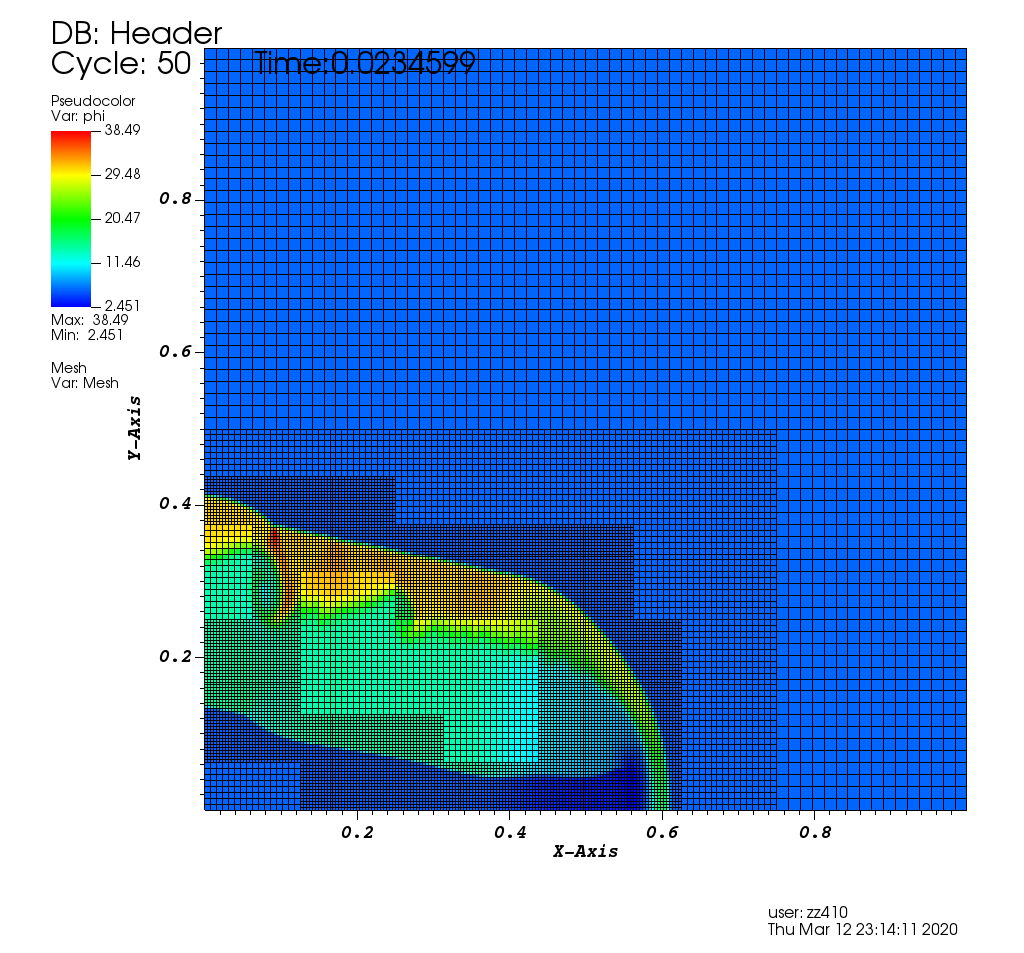 DB: Header
Cycle: 50 Time:0.0234599
Pseudocolor
Var: phi
38.49
29.48
20.47
11.46
2.451
Max: 38.49
Min: 2.451
Mesh
Var: Mesh
Y-Axis
0.8
0.6
0.4
0.2
0.2 0.4 0.6 0.8
X-Axis
user: zz410
Thu Mar 12 23:14:11 2020